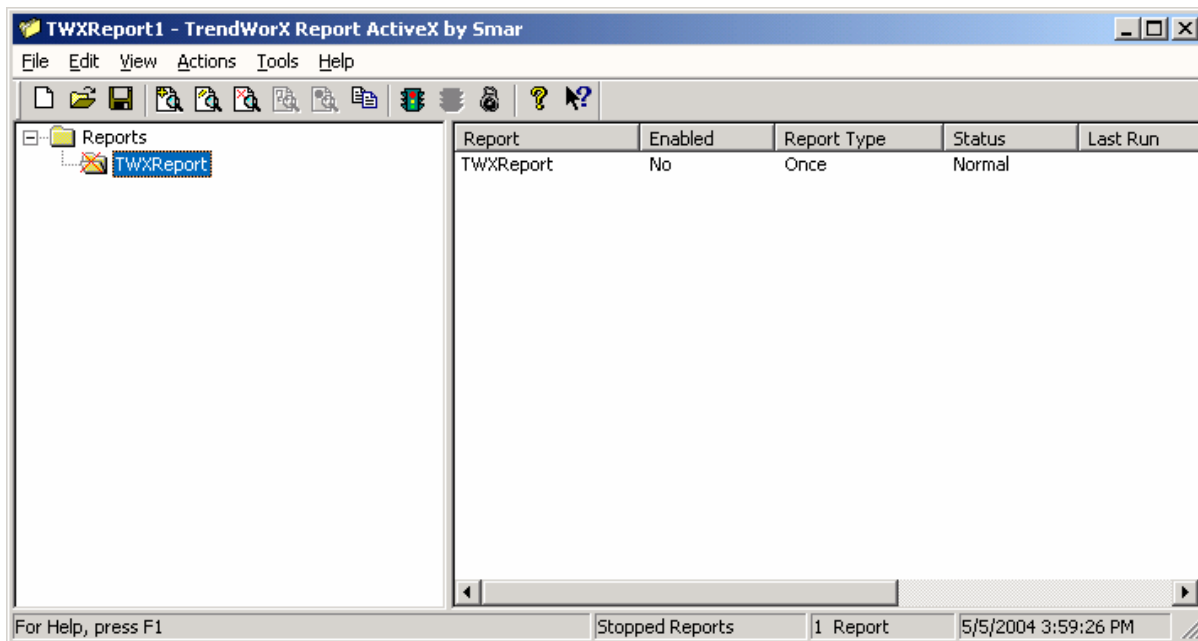 TWXReport1 - TrendWorX Report ActiveX by Smar
File Edit View Actions Tools Help
Reports
TWXReport
Report Enabled Report Type Status Last Run
TWXReport No Once Normal
For Help, press F1 Stopped Reports 1 Report 5/5/2004 3:59:26 PM